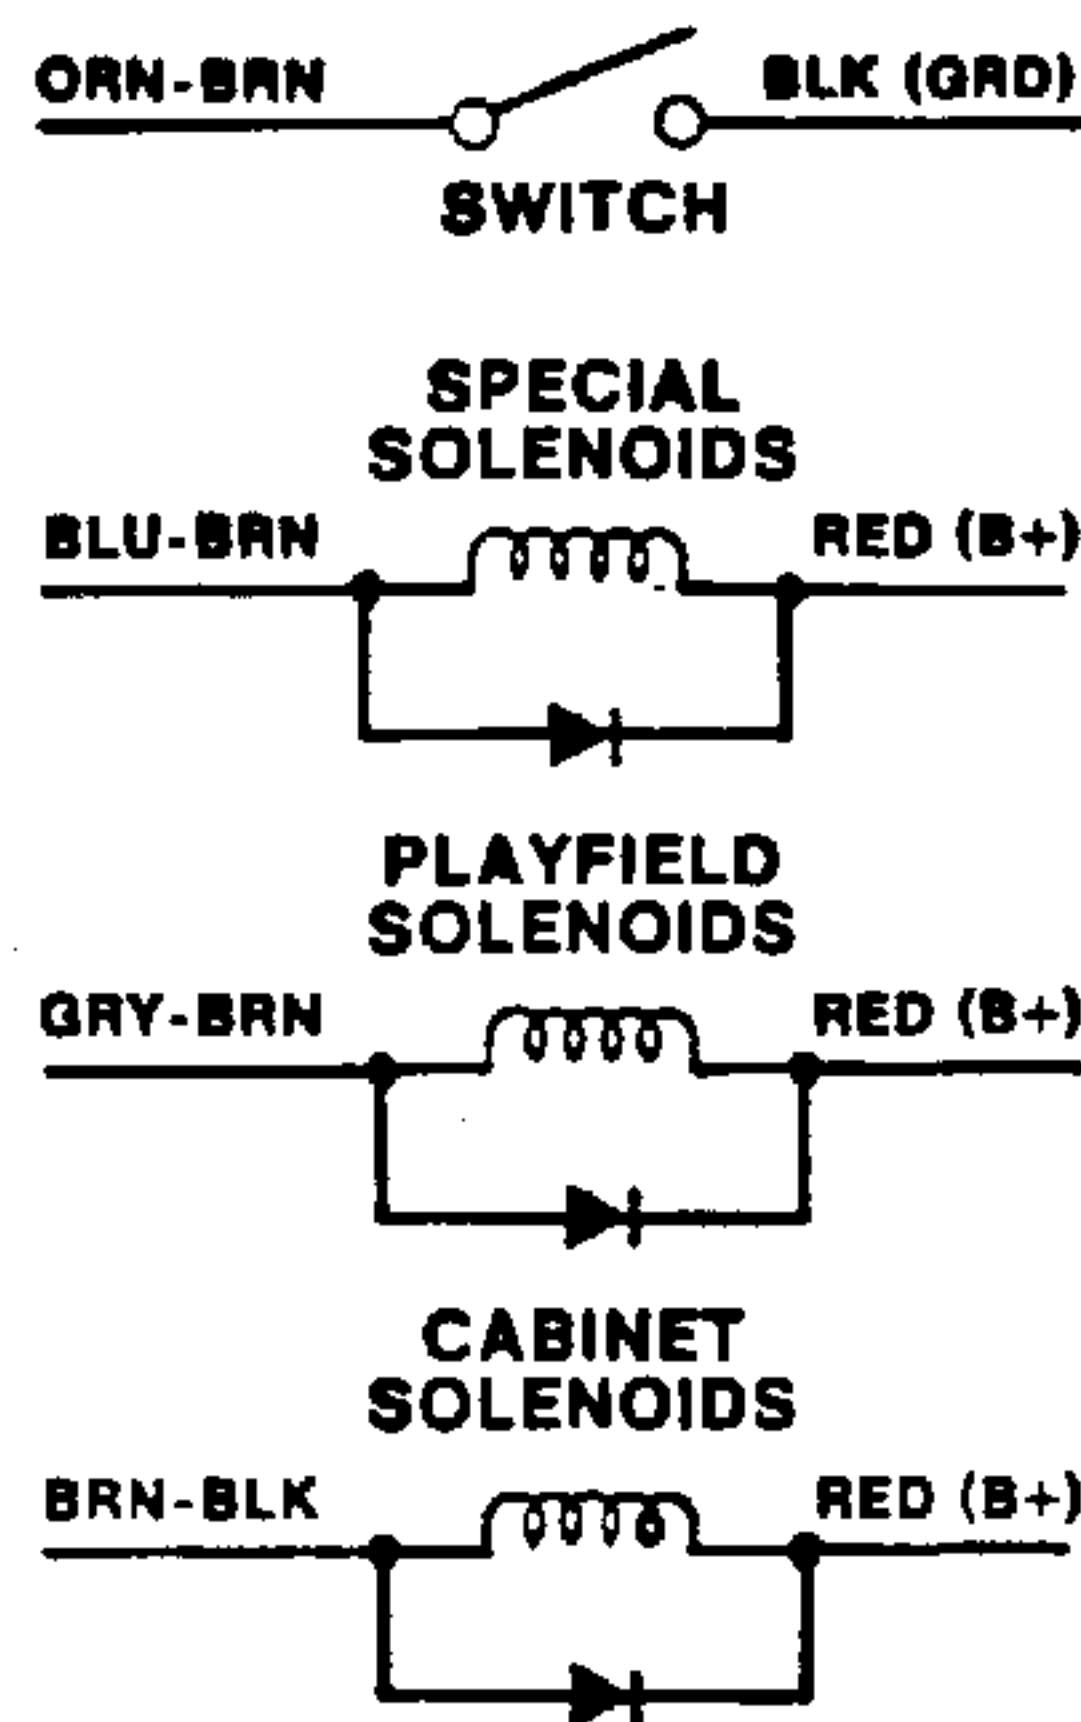 ORN-BRN BLK (GRD)
SWITCH
SPECIAL
SOLENOIDS
BLU-BRN RED (B+)
PLAYFIELD
SOLENOIDS
GRY-BRN RED (B+)
CABINET
SOLENOIDS
BRN-BLK RED (B+)